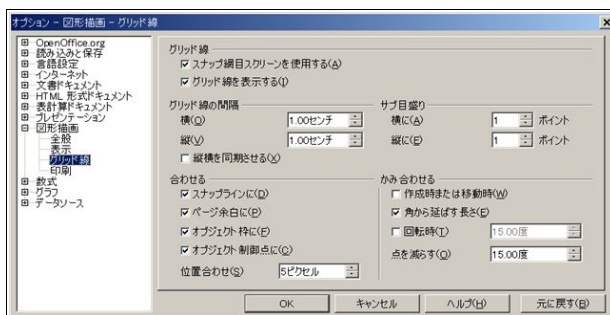 オプション - 図形描画 - グリッド線
OpenOffice.org
読み込みと保存
言語設定
インターネット
文書ドキュメント
HTML 形式ドキュメント
表計算ドキュメント
プレゼンテーション
図形描画
全般
表示
グリッド線
印刷
数式
グラフ
データソース
グリッド線
スナップ網目スクリーンを使用する(A)
グリッド線を表示する(I)
グリッド線の間隔
横(O) 1.00センチ
縦(V) 1.00センチ
縦横を同期させる(X)
サブ目盛り
横に(A) 1 ポイント
縦に(E) 1 ポイント
合わせる
スナップラインに(D)
ページ余白に(P)
オブジェクト枠に(E)
オブジェクト制御点に(C)
位置合わせ(S) 5ピクセル
かみ合わせる
作成時または移動時(W)
角から延ばす長さ(E)
回転時(T) 15.00度
点を減らす(O) 15.00度
OK
キャンセル
ヘルプ(H)
元に戻す(B)